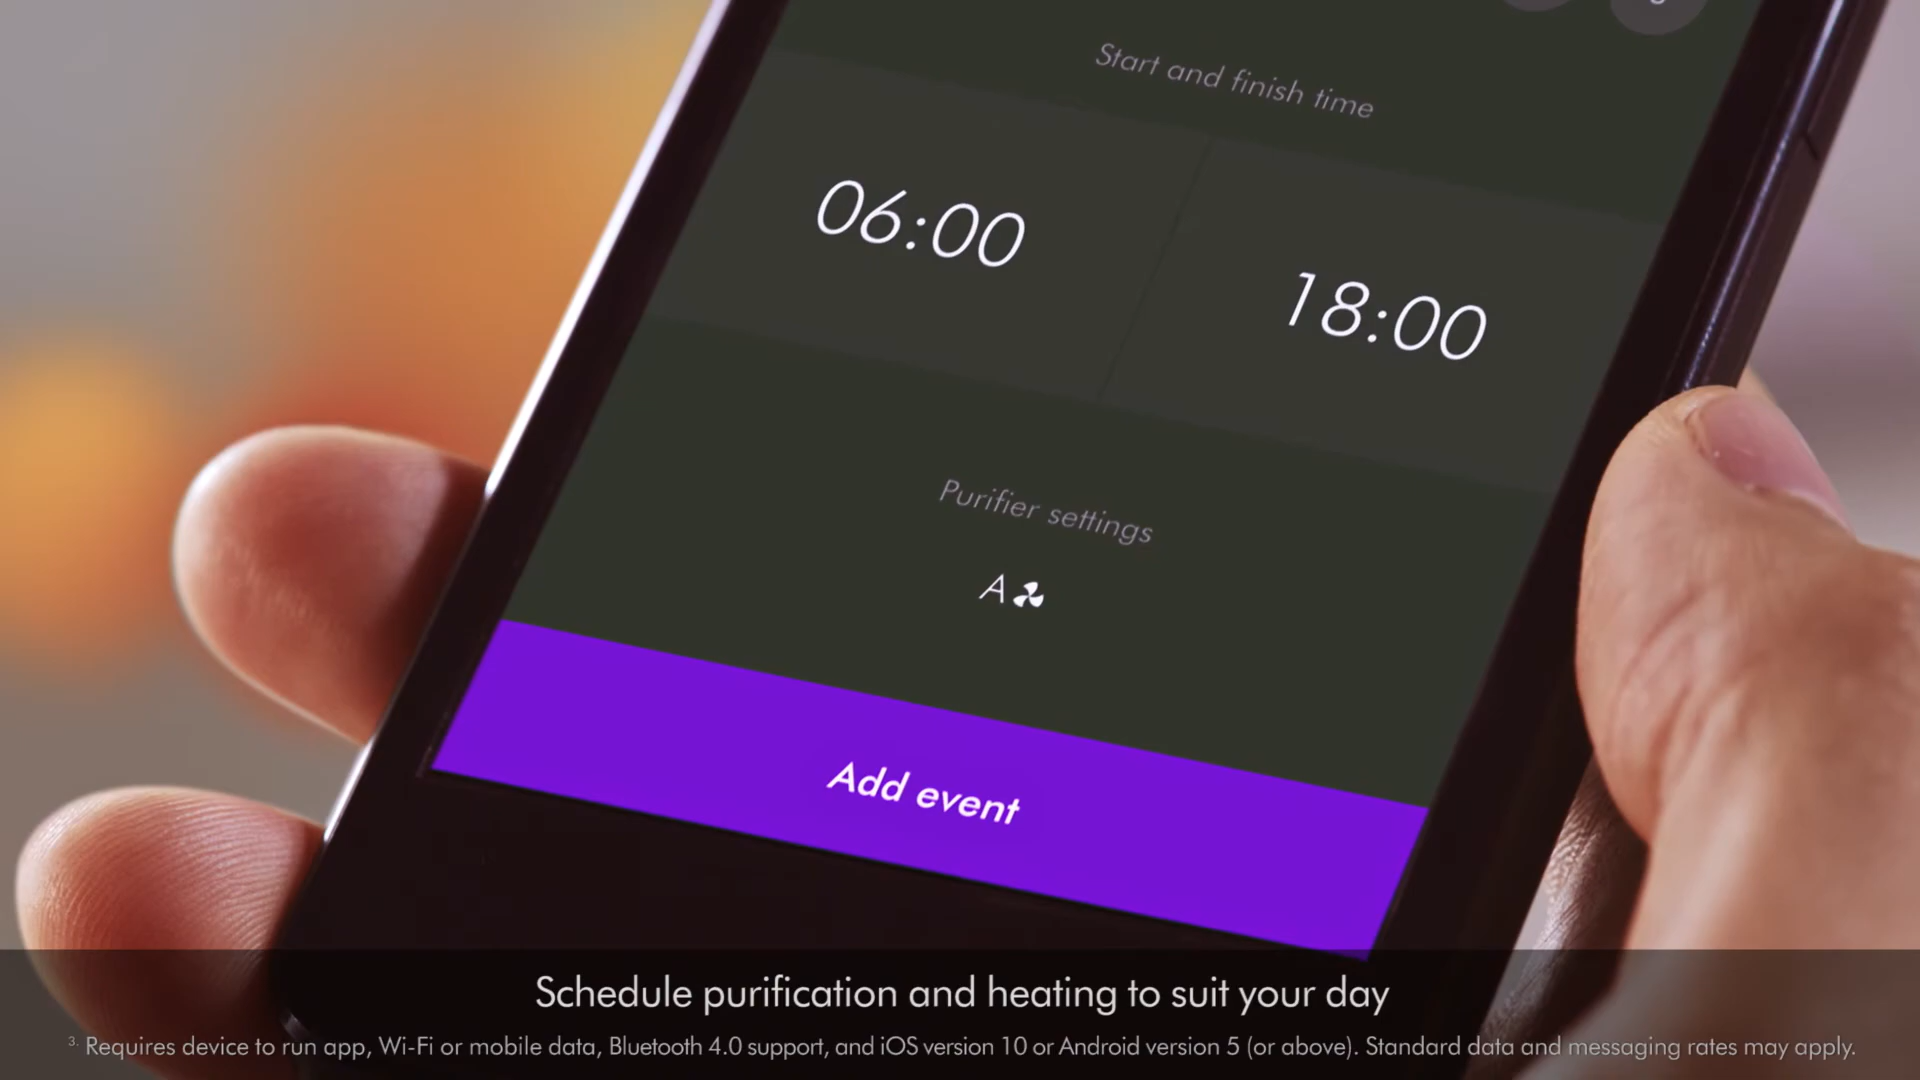 Start and finish time
06:00
18:00
Purifier settings
A
Add event
Schedule purification and heating to suit your day
3. Requires device to run app, Wi-Fi or mobile data, Bluetooth 4.0 support, and iOS version 10 or Android version 5 (or above). Standard data and messaging rates may apply.